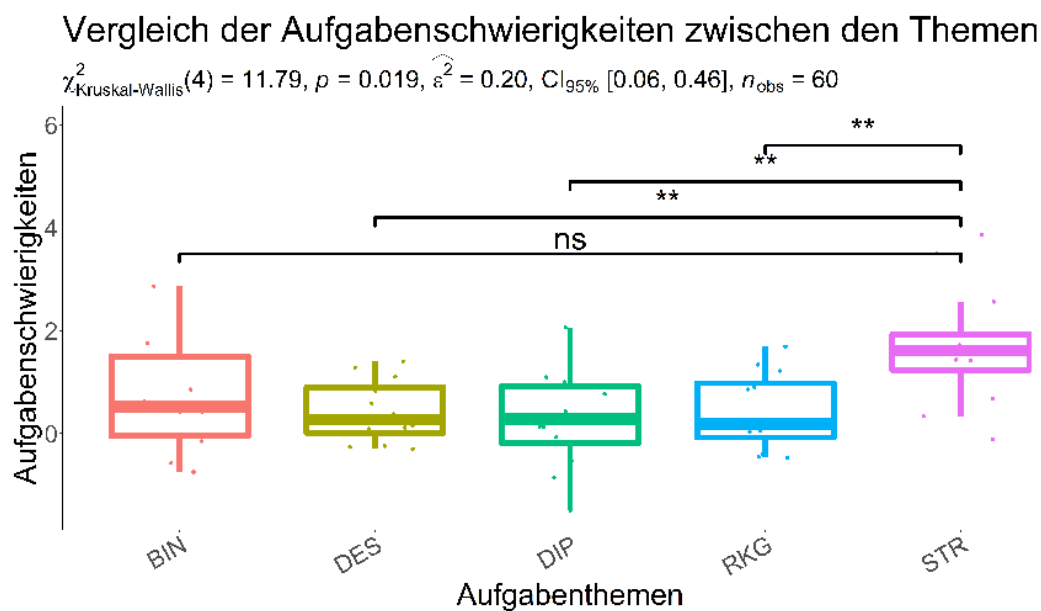 Vergleich der Aufgabenschwierigkeiten zwischen den Themen
χ²Kruskal-Wallis(4) = 11.79, p = 0.019, ε̂² = 0.20, CI95% [0.06, 0.46], nobs = 60
Aufgabenschwierigkeiten
6
4
2
0
**
**
**
ns
BIN
DES
DIP
RKG
STR
Aufgabenthemen